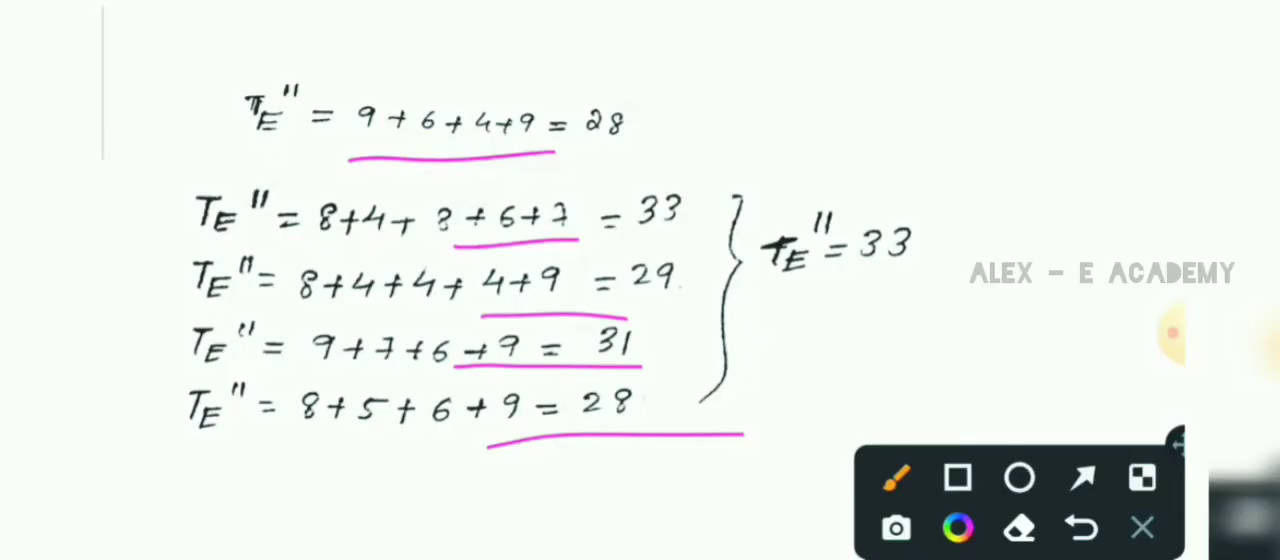 TE" = 9 + 6 + 4 + 9 = 28
TE" = 8 + 4 + 8 + 6 + 7 = 33
TE" = 8 + 4 + 4 + 4 + 9 = 29
TE" = 9 + 7 + 6 + 9 = 31
TE" = 8 + 5 + 6 + 9 = 28
TE" = 33
ALEX - E ACADEMY